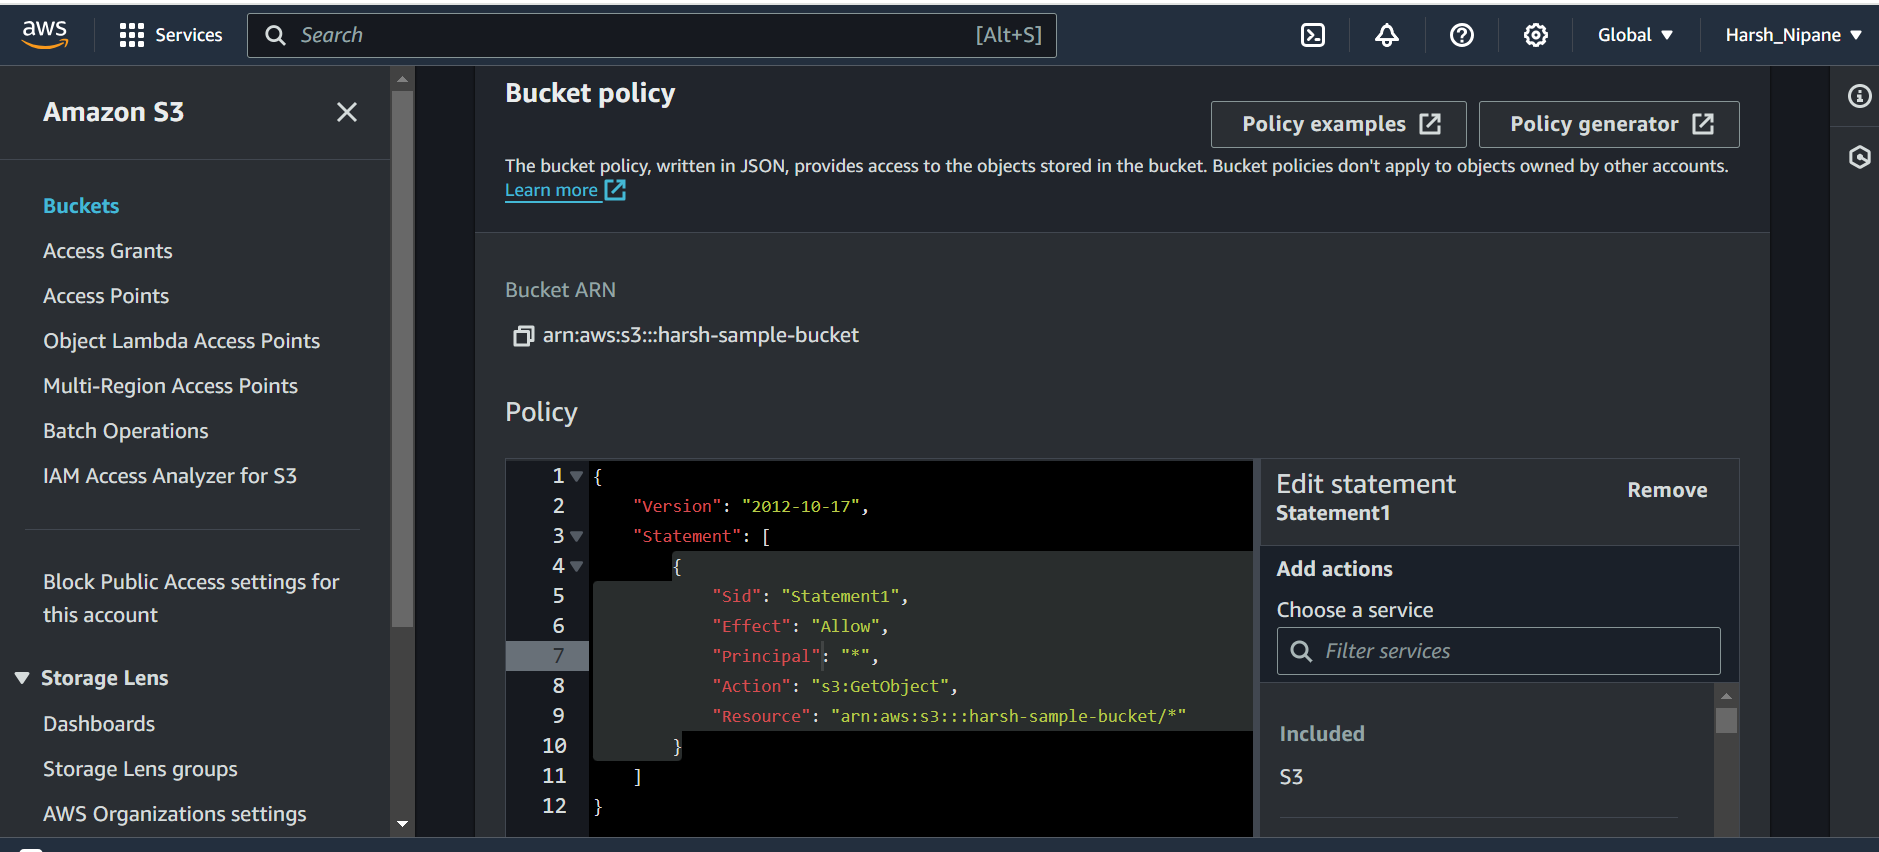 aws
Services
Search
[Alt+S]
Global
Harsh_Nipane
Amazon S3
Buckets
Access Grants
Access Points
Object Lambda Access Points
Multi-Region Access Points
Batch Operations
IAM Access Analyzer for S3
Block Public Access settings for
this account
Storage Lens
Dashboards
Storage Lens groups
AWS Organizations settings
Bucket policy
Policy examples
Policy generator
The bucket policy, written in JSON, provides access to the objects stored in the bucket. Bucket policies don't apply to objects owned by other accounts.
Learn more
Bucket ARN
arn:aws:s3:::harsh-sample-bucket
Policy
1 {
2 "Version": "2012-10-17",
3 "Statement": [
4 {
5 "Sid": "Statement1",
6 "Effect": "Allow",
7 "Principal": "*",
8 "Action": "s3:GetObject",
9 "Resource": "arn:aws:s3:::harsh-sample-bucket/*"
10 }
11 ]
12 }
Edit statement
Remove
Statement1
Add actions
Choose a service
Filter services
Included
S3